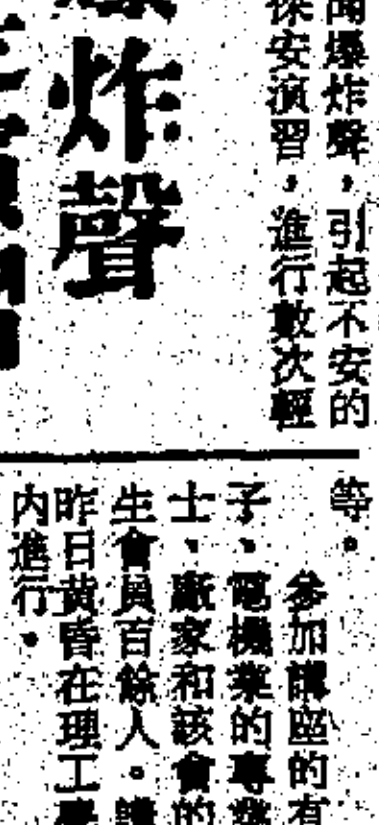 聞爆炸聲，引起不安的
保安演習，進行數次輕
炸聲
等。
參加講座的有
子、電機業的專
士、廠家和該會的
生會員百餘人。
昨日黃昏在理工
內進行。